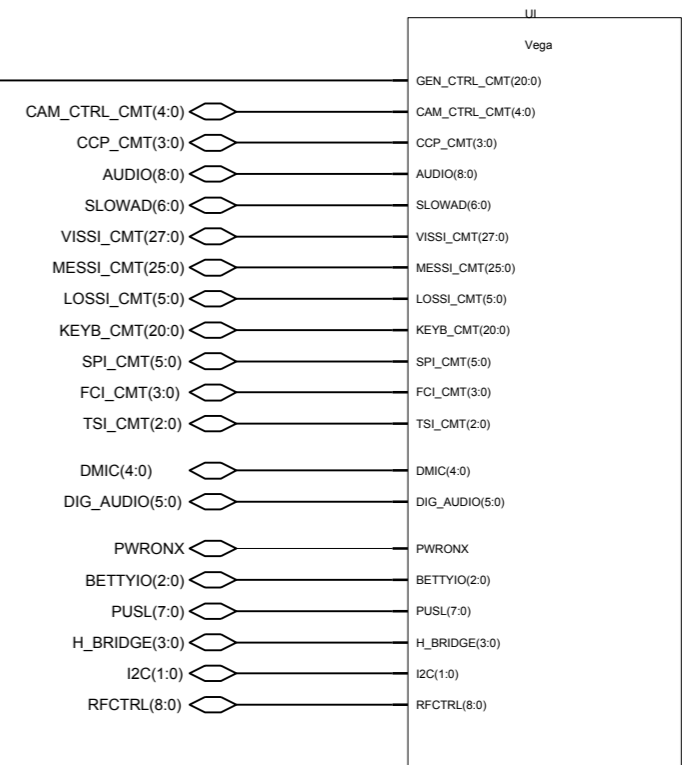 UI
Vega
GEN_CTRL_CMT(20:0)
CAM_CTRL_CMT(4:0) CAM_CTRL_CMT(4:0)
CCP_CMT(3:0) CCP_CMT(3:0)
AUDIO(8:0) AUDIO(8:0)
SLOWAD(6:0) SLOWAD(6:0)
VISSI_CMT(27:0) VISSI_CMT(27:0)
MESSI_CMT(25:0) MESSI_CMT(25:0)
LOSSI_CMT(5:0) LOSSI_CMT(5:0)
KEYB_CMT(20:0) KEYB_CMT(20:0)
SPI_CMT(5:0) SPI_CMT(5:0)
FCI_CMT(3:0) FCI_CMT(3:0)
TSI_CMT(2:0) TSI_CMT(2:0)
DMIC(4:0) DMIC(4:0)
DIG_AUDIO(5:0) DIG_AUDIO(5:0)
PWRONX PWRONX
BETTYIO(2:0) BETTYIO(2:0)
PUSL(7:0) PUSL(7:0)
H_BRIDGE(3:0) H_BRIDGE(3:0)
I2C(1:0) I2C(1:0)
RFCTRL(8:0) RFCTRL(8:0)